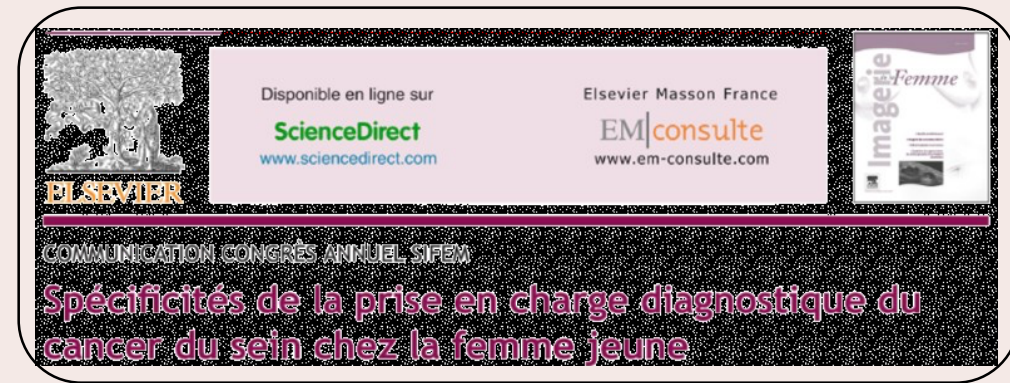 Disponible en ligne sur
ScienceDirect
www.sciencedirect.com
Elsevier Masson France
EM|consulte
www.em-consulte.com
Imagerie
Femme
ELSEVIER
COMMUNICATION CONGRÈS ANNUEL SIFEM
Spécificités de la prise en charge diagnostique du
cancer du sein chez la femme jeune